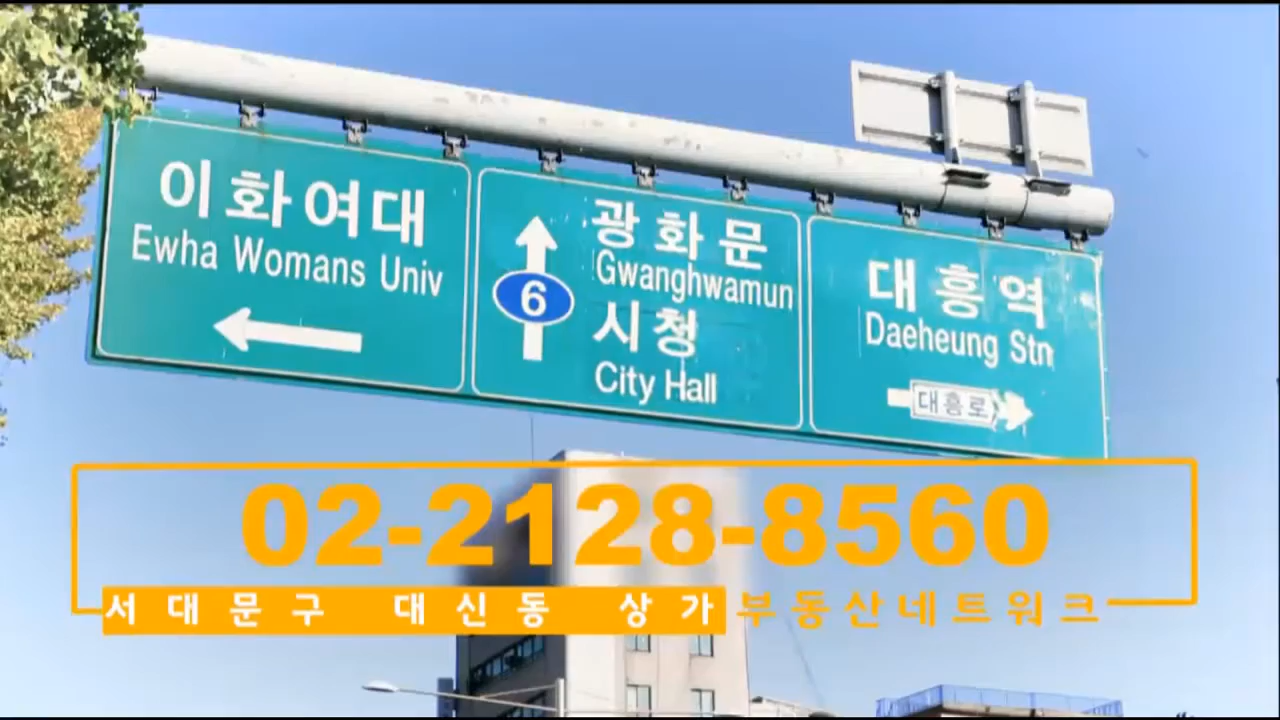 이화여대
Ewha Womans Univ
6
광화문
Gwanghwamun
시청
City Hall
대흥역
Daeheung Stn
대흥로
02-2128-8560
서대문구 대신동 상가 부동산네트워크